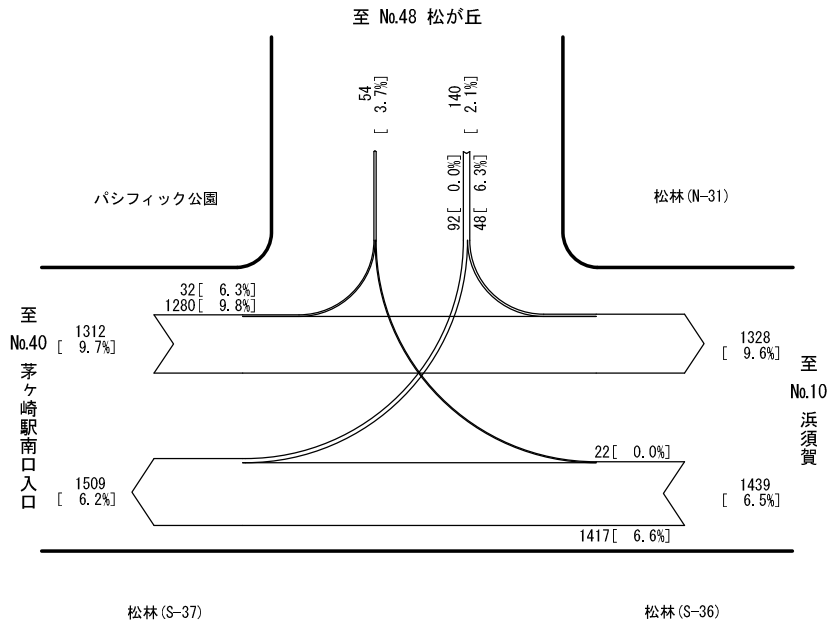 至 No.48 松が丘
54
[ 3.7%]
140
[ 2.1%]
92[ 0.0%]
48[ 6.3%]
パシフィック公園
松林(N-31)
32[ 6.3%]
1280[ 9.8%]
至 No.40 茅ヶ崎駅南口入口
1312
[ 9.7%]
1328
[ 9.6%]
至 No.10 浜須賀
22[ 0.0%]
1509
[ 6.2%]
1439
[ 6.5%]
1417[ 6.6%]
松林(S-37)
松林(S-36)